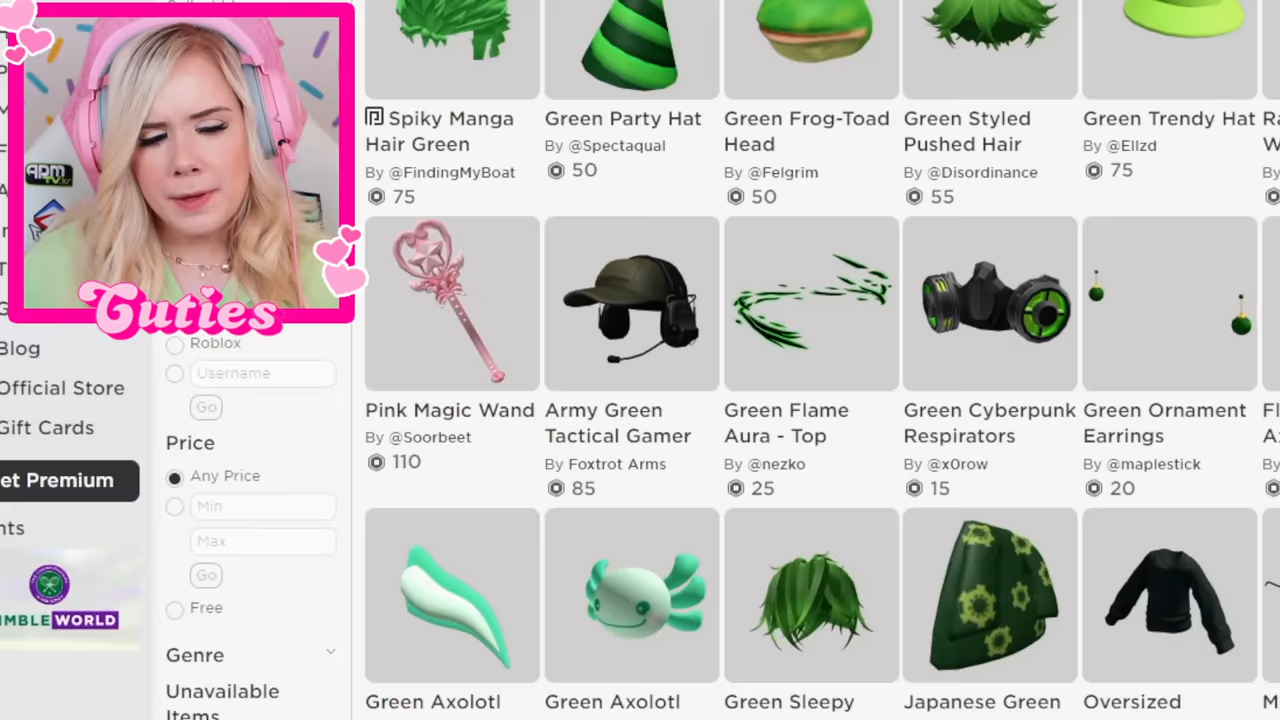 Cuties
APM
TV
Blog
Official Store
Gift Cards
et Premium
nts
MBLEWORLD
Roblox
Username
Go
Price
Any Price
Min
Max
Go
Free
Genre
Unavailable
Items
Spiky Manga
Hair Green
By @FindingMyBoat
75
Green Party Hat
By @Spectaqual
50
Green Frog-Toad
Head
By @Felgrim
50
Green Styled
Pushed Hair
By @Disordinance
55
Green Trendy Hat
By @Ellzd
75
Pink Magic Wand
By @Soorbeet
110
Army Green
Tactical Gamer
By Foxtrot Arms
85
Green Flame
Aura - Top
By @nezko
25
Green Cyberpunk
Respirators
By @x0row
15
Green Ornament
Earrings
By @maplestick
20
Green Axolotl
Green Axolotl
Green Sleepy
Japanese Green
Oversized